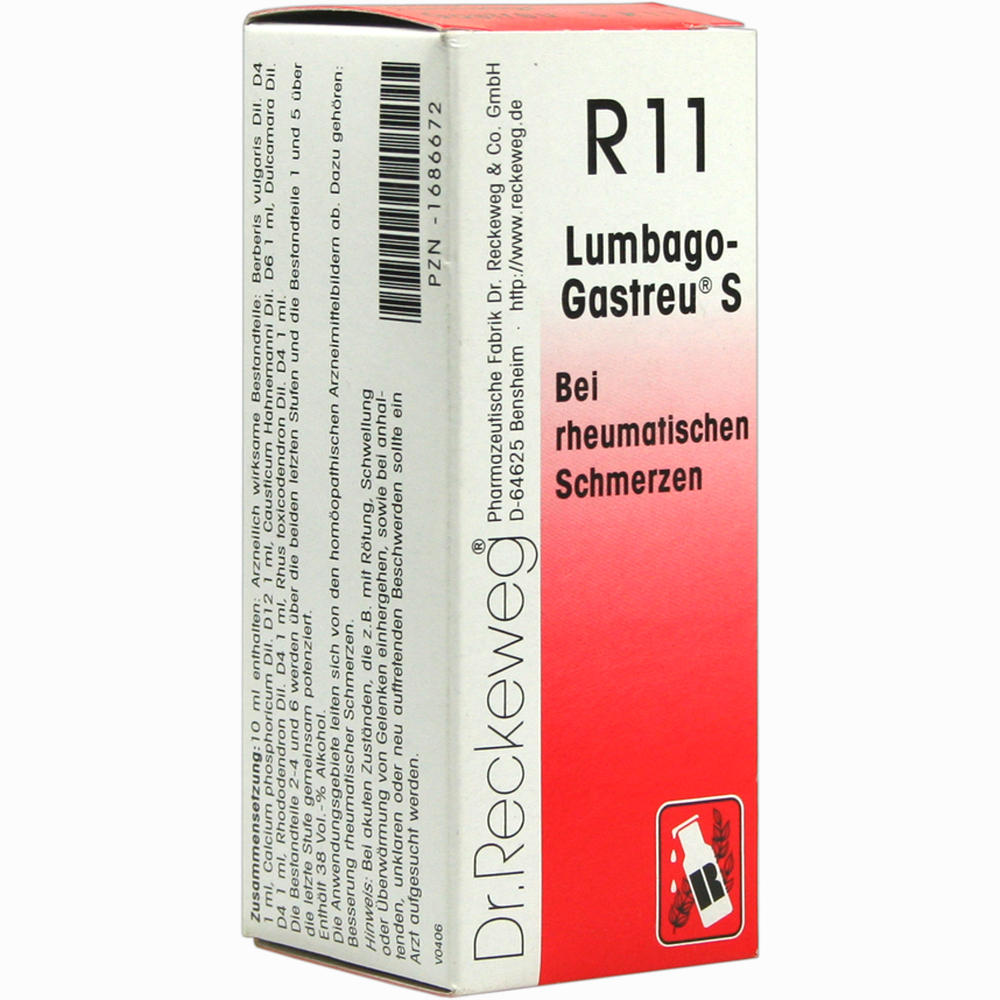 R11
Lumbago-
Gastreu® S
Bei
rheumatischen
Schmerzen
Dr.Reckeweg®
Pharmazeutische Fabrik Dr. Reckeweg & Co. GmbH
D-64625 Bensheim · http://www.reckeweg.de
Zusammensetzung: 10 ml enthalten: Arzneilich wirksame Bestandteile: Berberis vulgaris Dil. D4
1 ml, Calcium phosphoricum Dil. D12 1 ml, Causticum Hahnemanni Dil. D6 1 ml, Dulcamara Dil.
D4 1 ml, Rhododendron Dil. D4 1 ml, Rhus toxicodendron Dil. D4 1 ml.
Die Bestandteile 2-4 und 6 werden über die beiden letzten Stufen und die Bestandteile 1 und 5 über
die letzte Stufe gemeinsam potenziert.
Enthält 38 Vol.-% Alkohol.
Die Anwendungsgebiete leiten sich von den homöopathischen Arzneimittelbildern ab. Dazu gehören:
Besserung rheumatischer Schmerzen.
Hinweis: Bei akuten Zuständen, die z.B. mit Rötung, Schwellung
oder Überwärmung von Gelenken einhergehen, sowie bei anhal-
tenden, unklaren oder neu auftretenden Beschwerden sollte ein
Arzt aufgesucht werden.
V0406
PZN -1686672
R